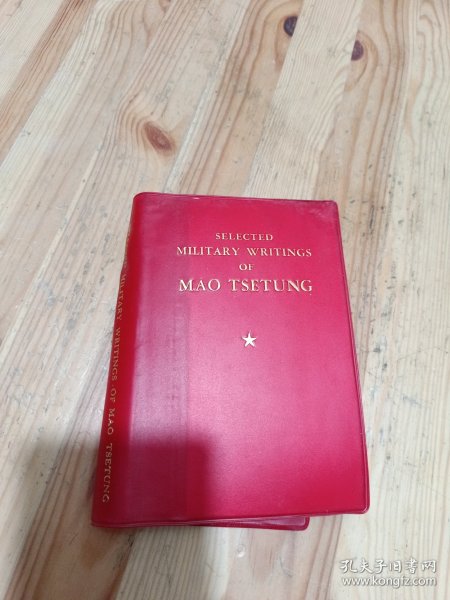 SELECTED
MILITARY WRITINGS
OF
MAO TSETUNG
MILITARY WRITINGS OF MAO TSETUNG
孔夫子旧书网
www.kongfz.com